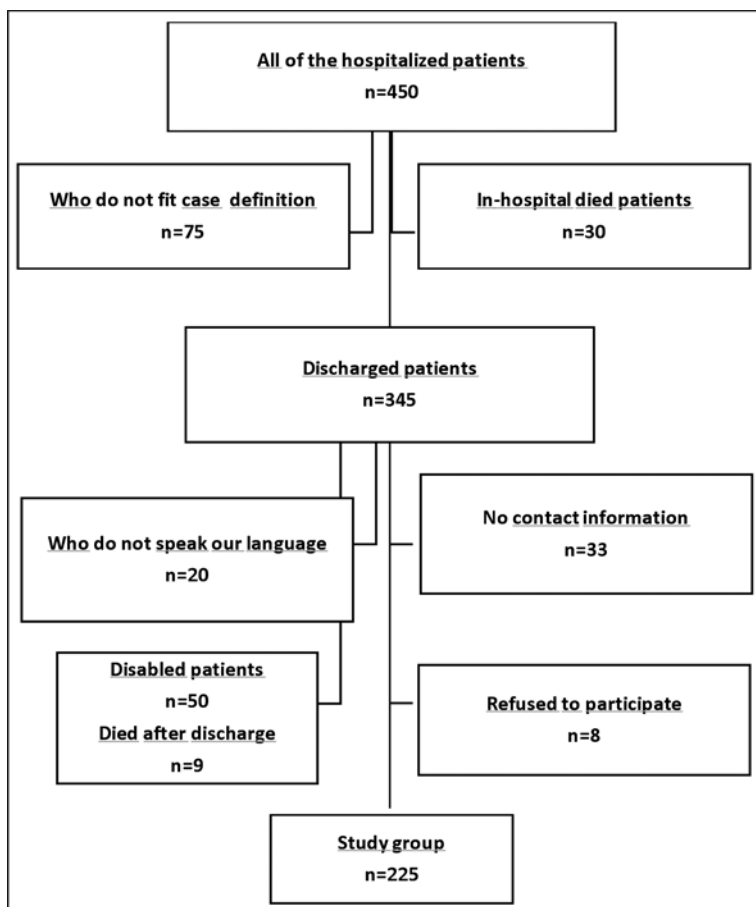 All of the hospitalized patients
n=450
Who do not fit case definition
n=75
In-hospital died patients
n=30
Discharged patients
n=345
Who do not speak our language
n=20
No contact information
n=33
Disabled patients
n=50
Died after discharge
n=9
Refused to participate
n=8
Study group
n=225